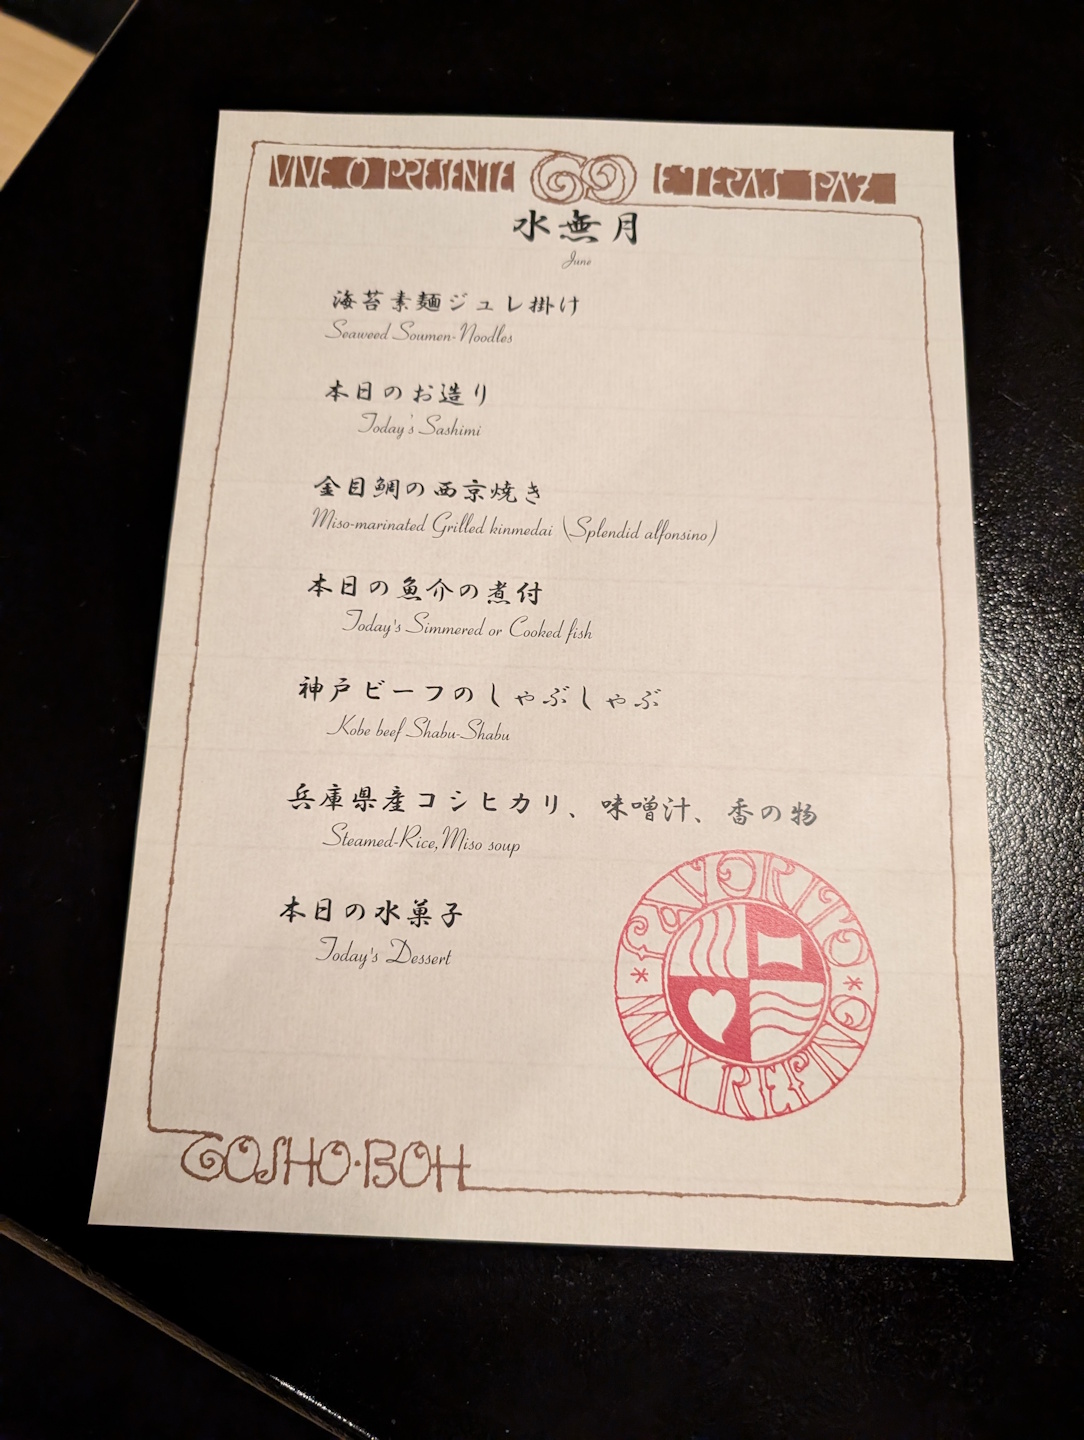 VIVE O PRESENTE E TERÁS PAZ
水無月
June
海苔素麺ジュレ掛け
Seaweed Soumen-Noodles
本日のお造り
Today's Sashimi
金目鯛の西京焼き
Miso-marinated Grilled kinmedai (Splendid alfonsino)
本日の魚介の煮付
Today's Simmered or Cooked fish
神戸ビーフのしゃぶしゃぶ
Kobe beef Shabu-Shabu
兵庫県産コシヒカリ、味噌汁、香の物
Steamed-Rice,Miso soup
本日の水菓子
Today's Dessert
FAVORITO
MUI REFINO
GOSHO·BOH